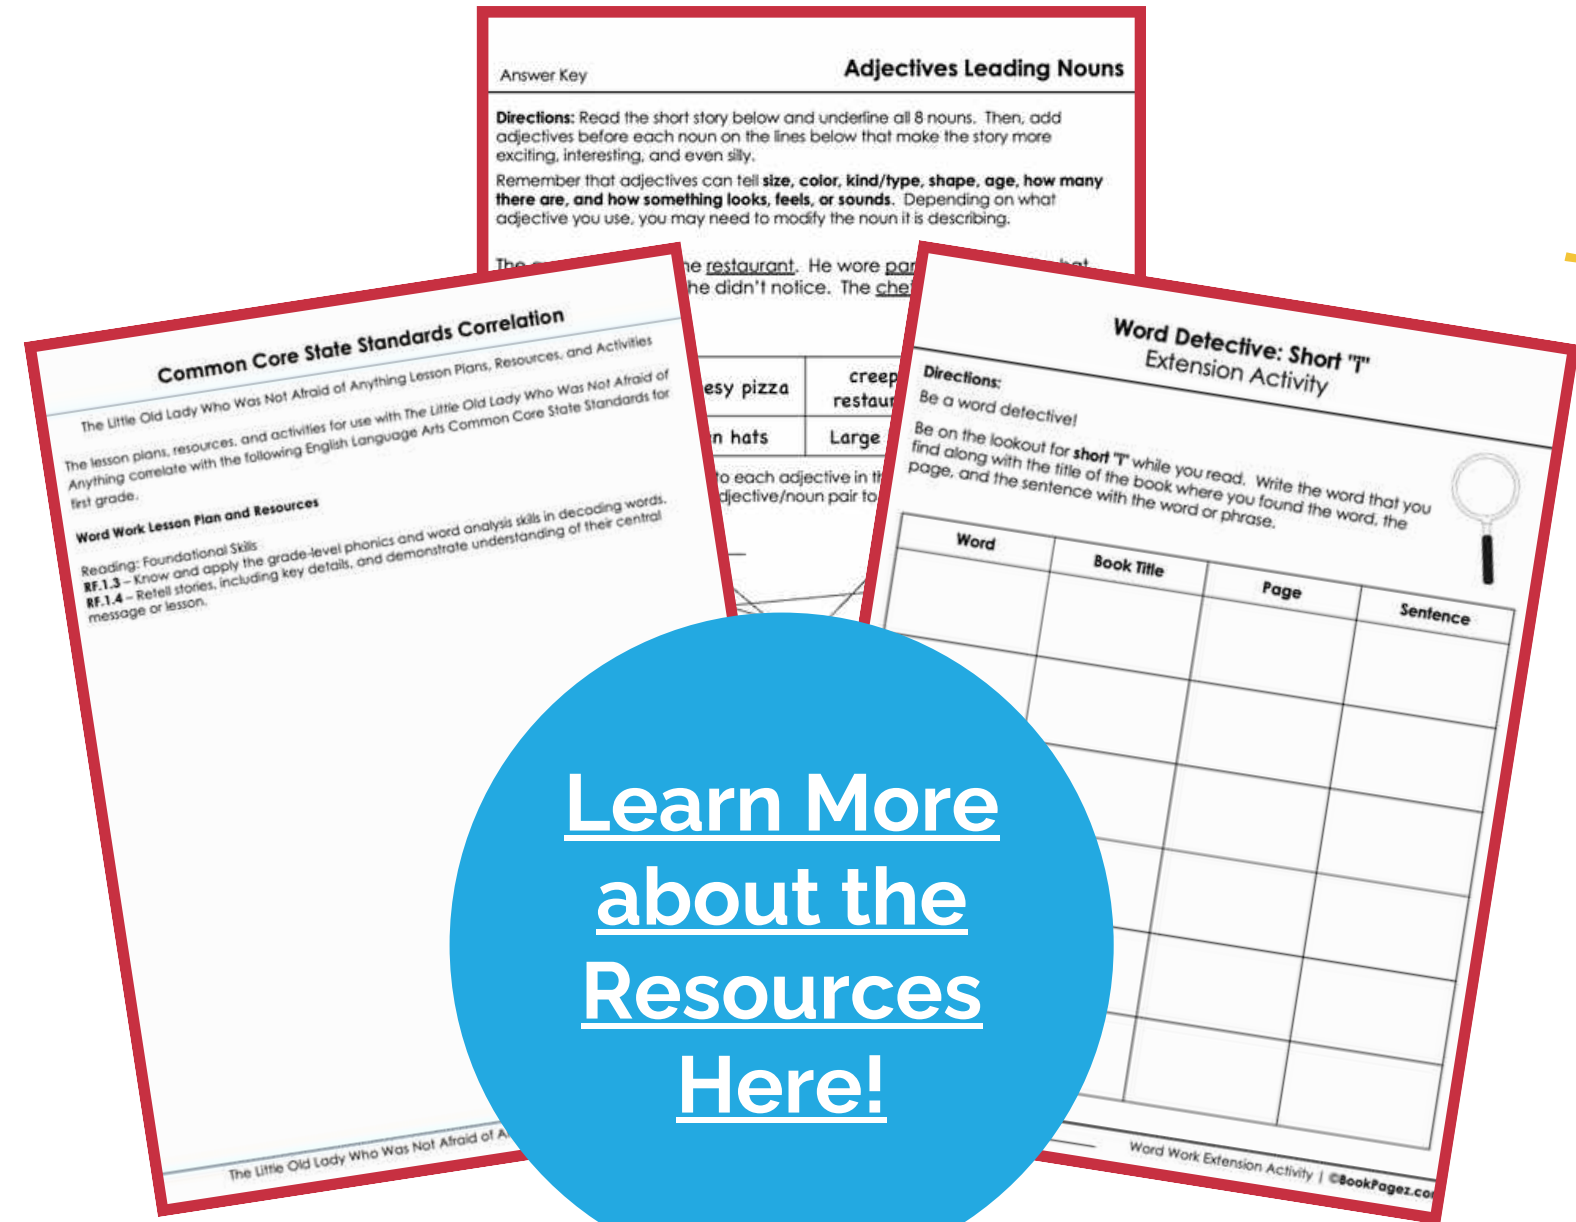 Answer Key
Adjectives Leading Nouns
Directions: Read the short story below and underline all 8 nouns. Then, add
adjectives before each noun on the lines below that make the story more
exciting, interesting, and even silly.
Remember that adjectives can tell size, color, kind/type, shape, age, how many
there are, and how something looks, feels, or sounds. Depending on what
adjective you use, you may need to modify the noun it is describing.
The restaurant. He wore
he didn't notice. The
pizza
hats Large
to each adjective in
pair to
Common Core State Standards Correlation
The Little Old Lady Who Was Not Afraid of Anything Lesson Plans, Resources, and Activities
The lesson plans, resources, and activities for use with The Little Old Lady Who Was Not Afraid of
Anything correlate with the following English Language Arts Common Core State Standards for
first grade.
Word Work Lesson Plan and Resources
Reading: Foundational Skills
RF.1.3 – Know and apply the grade-level phonics and word analysis skills in decoding words.
RF.1.4 – Retell stories, including key details, and demonstrate understanding of their central
message or lesson.
The Little Old Lady Who Was Not Afraid of
Word Detective: Short "i"
Extension Activity
Directions:
Be a word detective!
Be on the lookout for short "i" while you read. Write the word that you
find along with the title of the book where you found the word, the
page, and the sentence with the word or phrase.
Word Book Title Page Sentence
Word Work Extension Activity | ©BookPagez.co
Learn More
about the
Resources
Here!